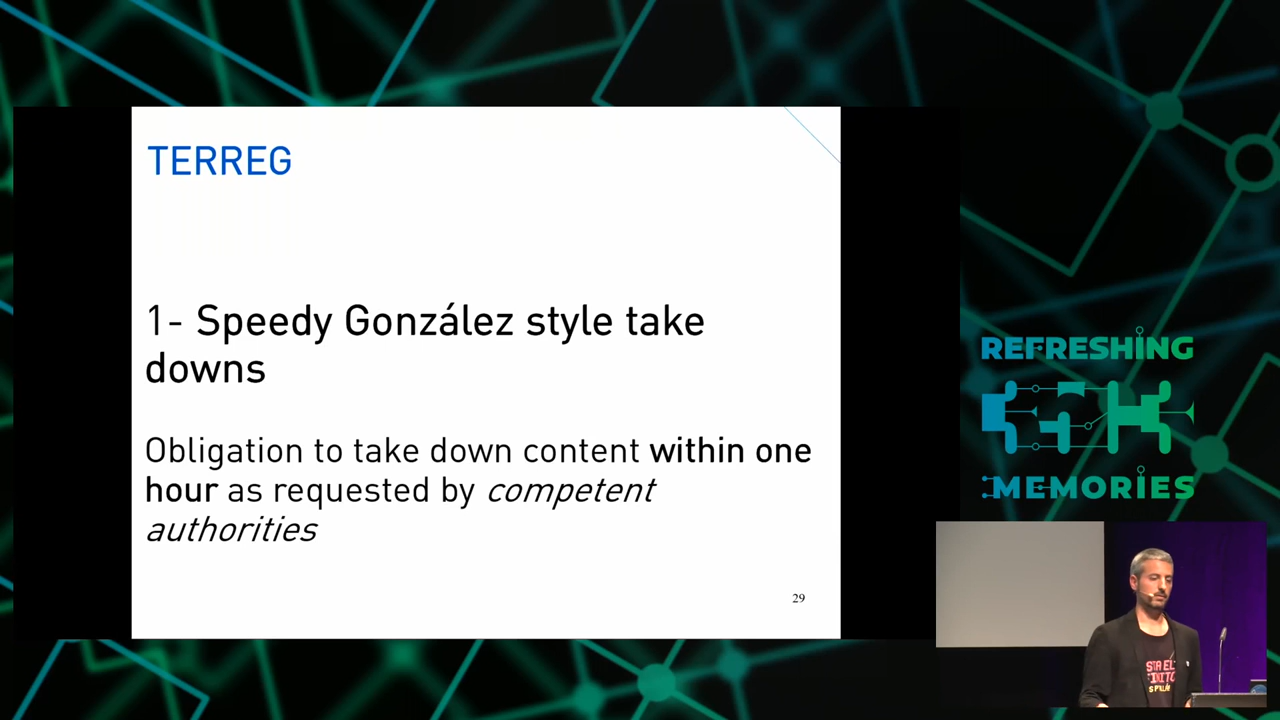 TERREG
1- Speedy González style take
downs
Obligation to take down content within one
hour as requested by competent
authorities
29
REFRESHING
MEMORIES